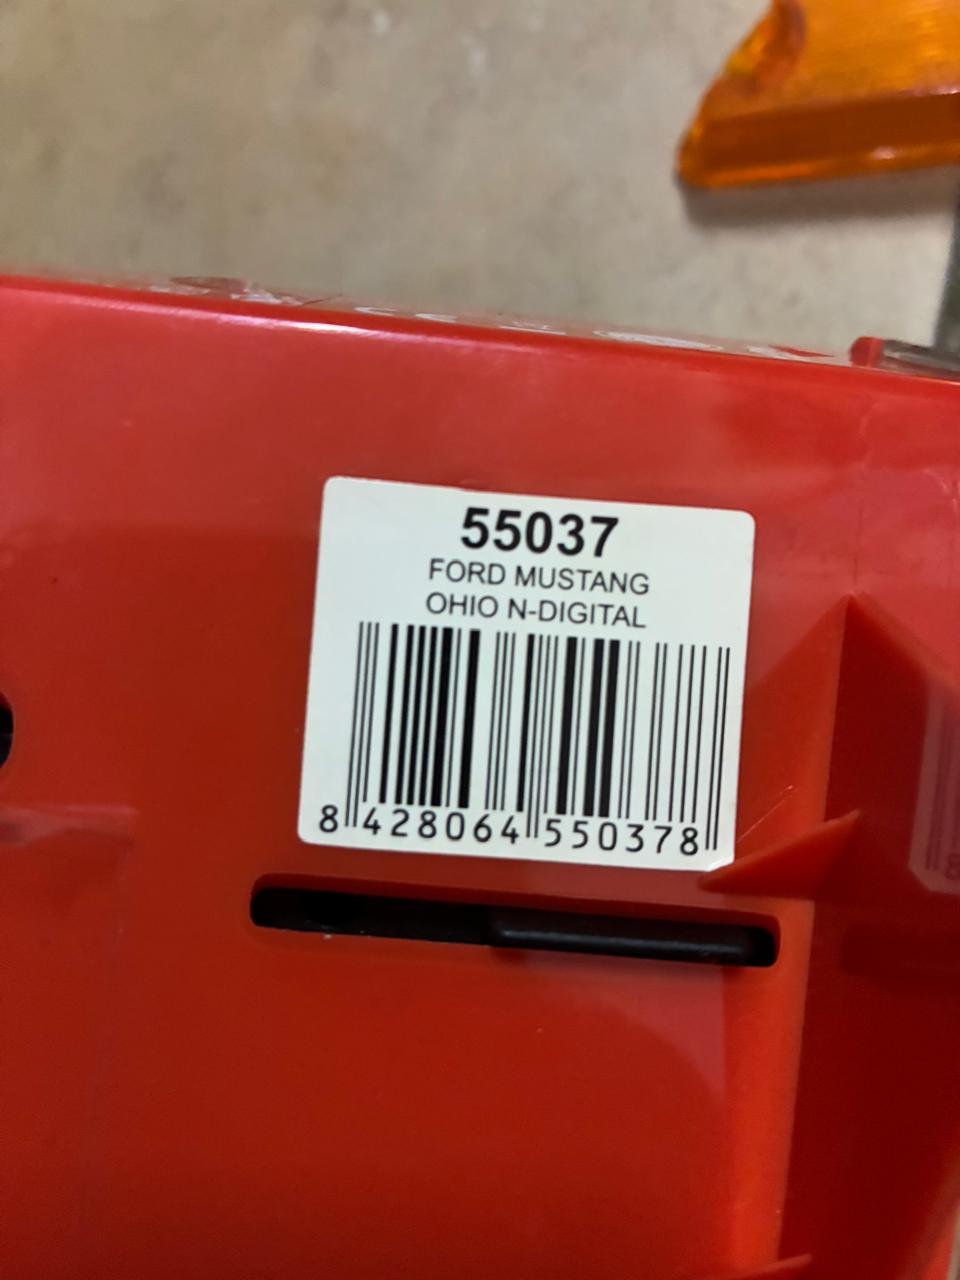 55037
FORD MUSTANG
OHIO N-DIGITAL
8 428064 550378